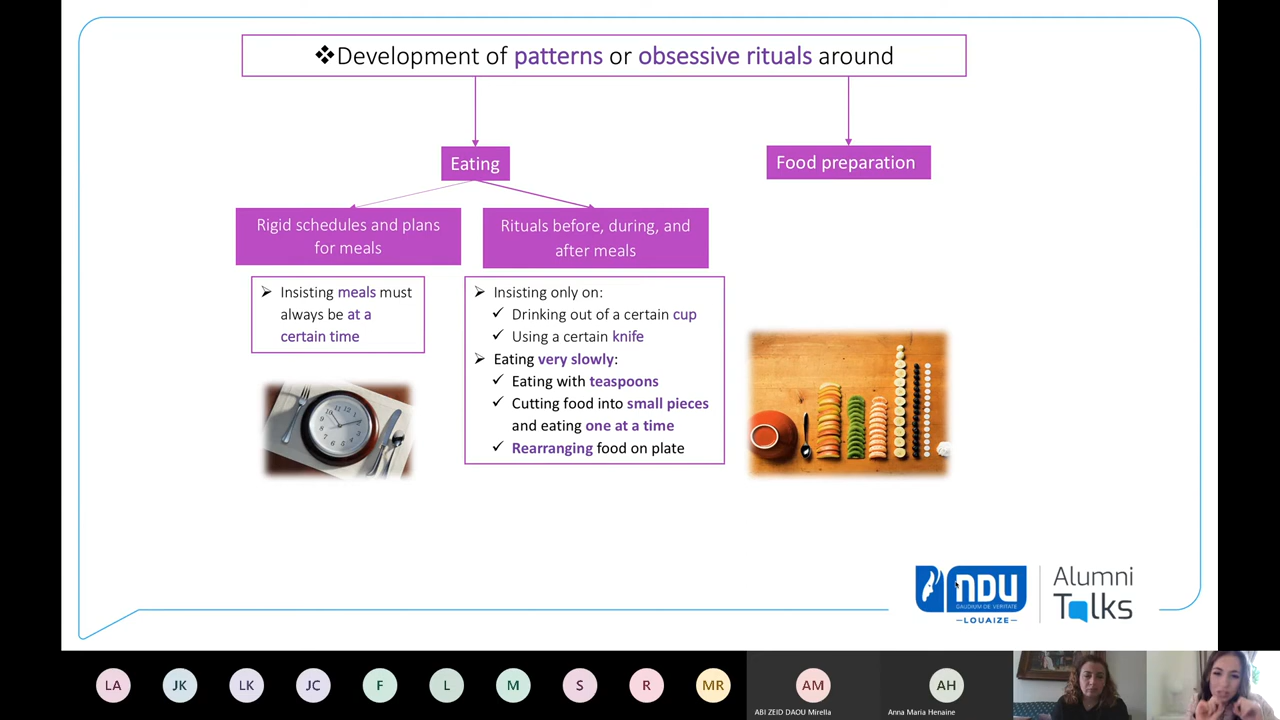 ❖Development of patterns or obsessive rituals around
Eating
Food preparation
Rigid schedules and plans
for meals
Rituals before, during, and
after meals
➢ Insisting meals must
always be at a
certain time
➢ Insisting only on:
✓ Drinking out of a certain cup
✓ Using a certain knife
➢ Eating very slowly:
✓ Eating with teaspoons
✓ Cutting food into small pieces
and eating one at a time
✓ Rearranging food on plate
NDU
GAUDIUM DE VERITATE
–LOUAIZE–
Alumni
Talks
LA
JK
LK
JC
F
L
M
S
R
MR
AM
AH
ABI ZEID DAOU Mirella
Anna Maria Henaine